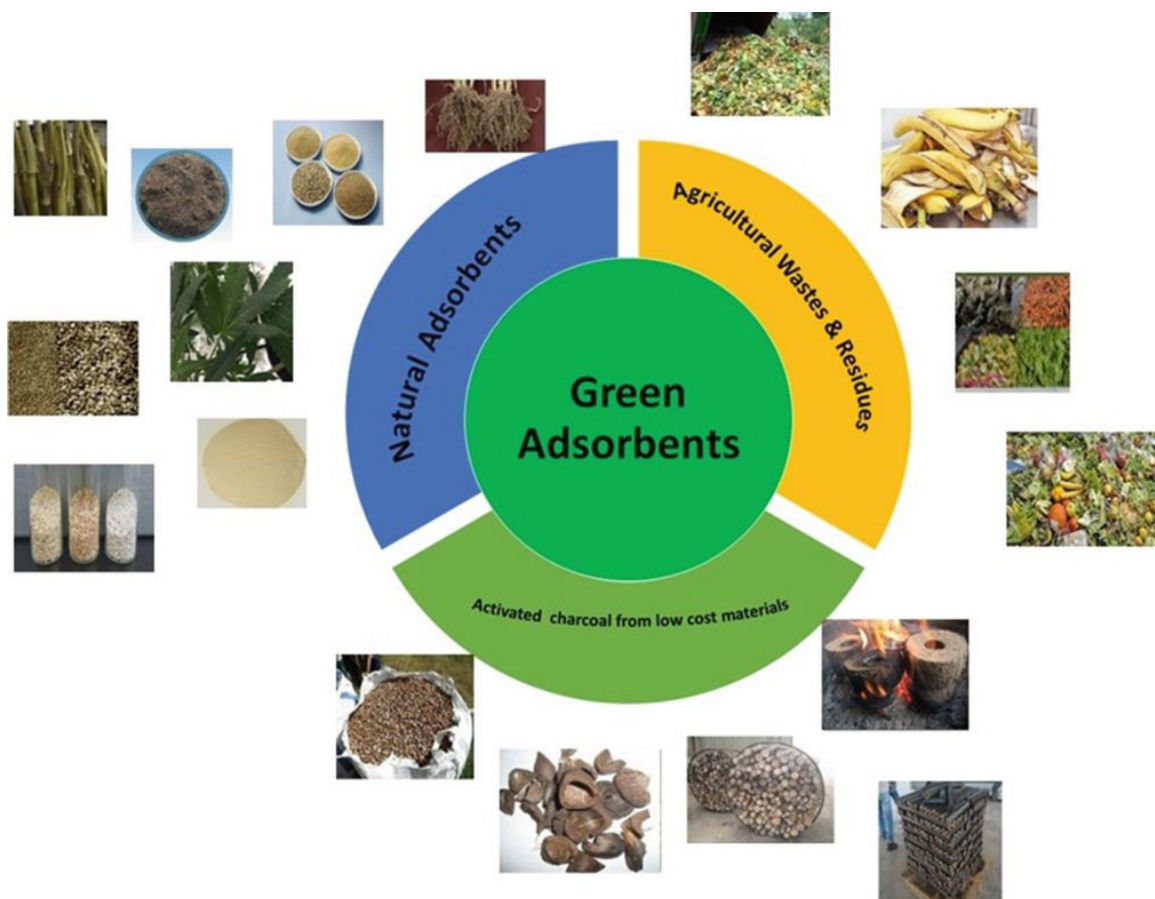 Natural Adsorbents
Agricultural Wastes & Residues
Green
Adsorbents
Activated charcoal from low cost materials